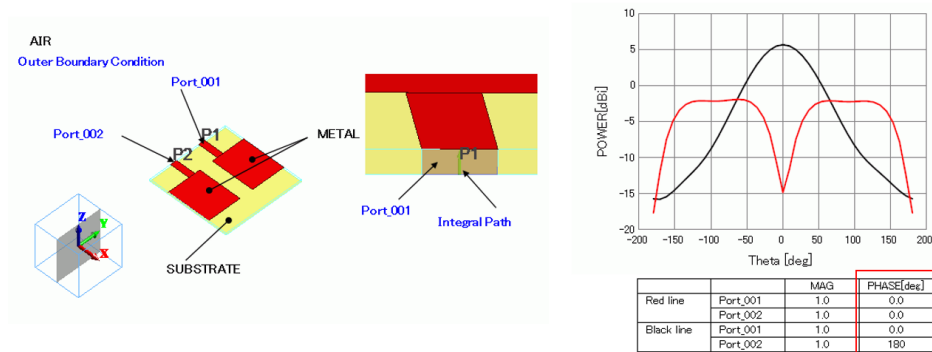 AIR
Outer Boundary Condition
Port_001
Port_002
P1
P2
METAL
SUBSTRATE
Z
Y
X
P1
Port_001
Integral Path
10
5
0
-5
-10
-15
-20
POWER[dBi]
-200 -150 -100 -50 0 50 100 150 200
Theta [deg]
MAG PHASE[deg]
Red line Port_001 1.0 0.0
Port_002 1.0 0.0
Black line Port_001 1.0 0.0
Port_002 1.0 180